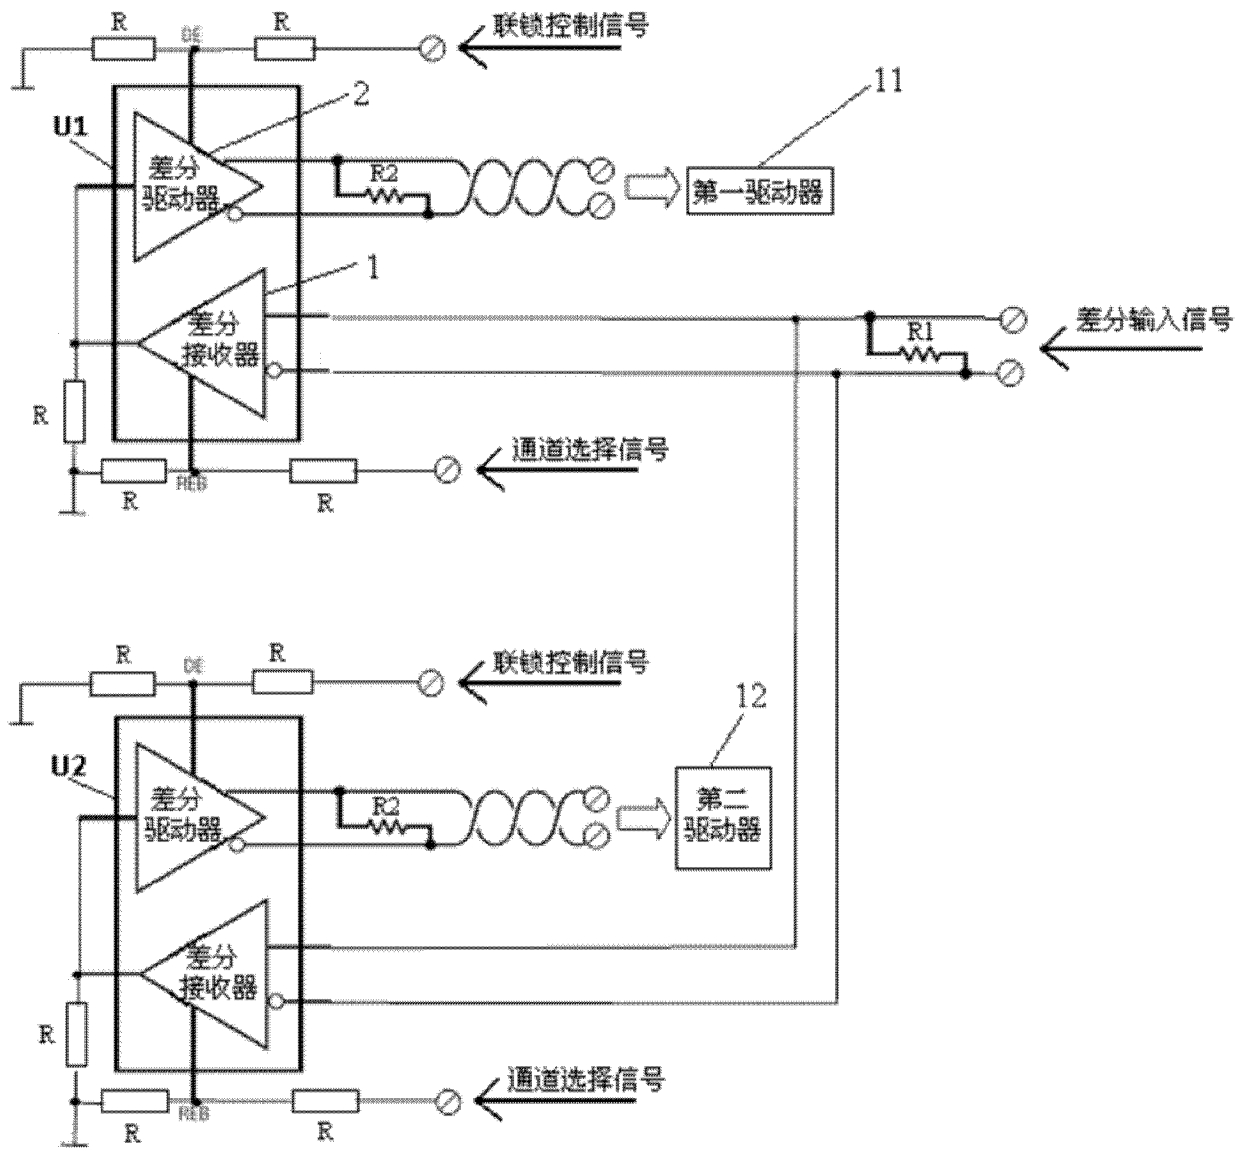 R
DE
R
联锁控制信号
2
11
U1
差分
驱动器
R2
第一驱动器
1
差分
接收器
R1
差分输入信号
R
通道选择信号
REB
R
R
R
DE
R
联锁控制信号
12
U2
差分
驱动器
R2
第二
驱动器
差分
接收器
R
通道选择信号
REB
R
R